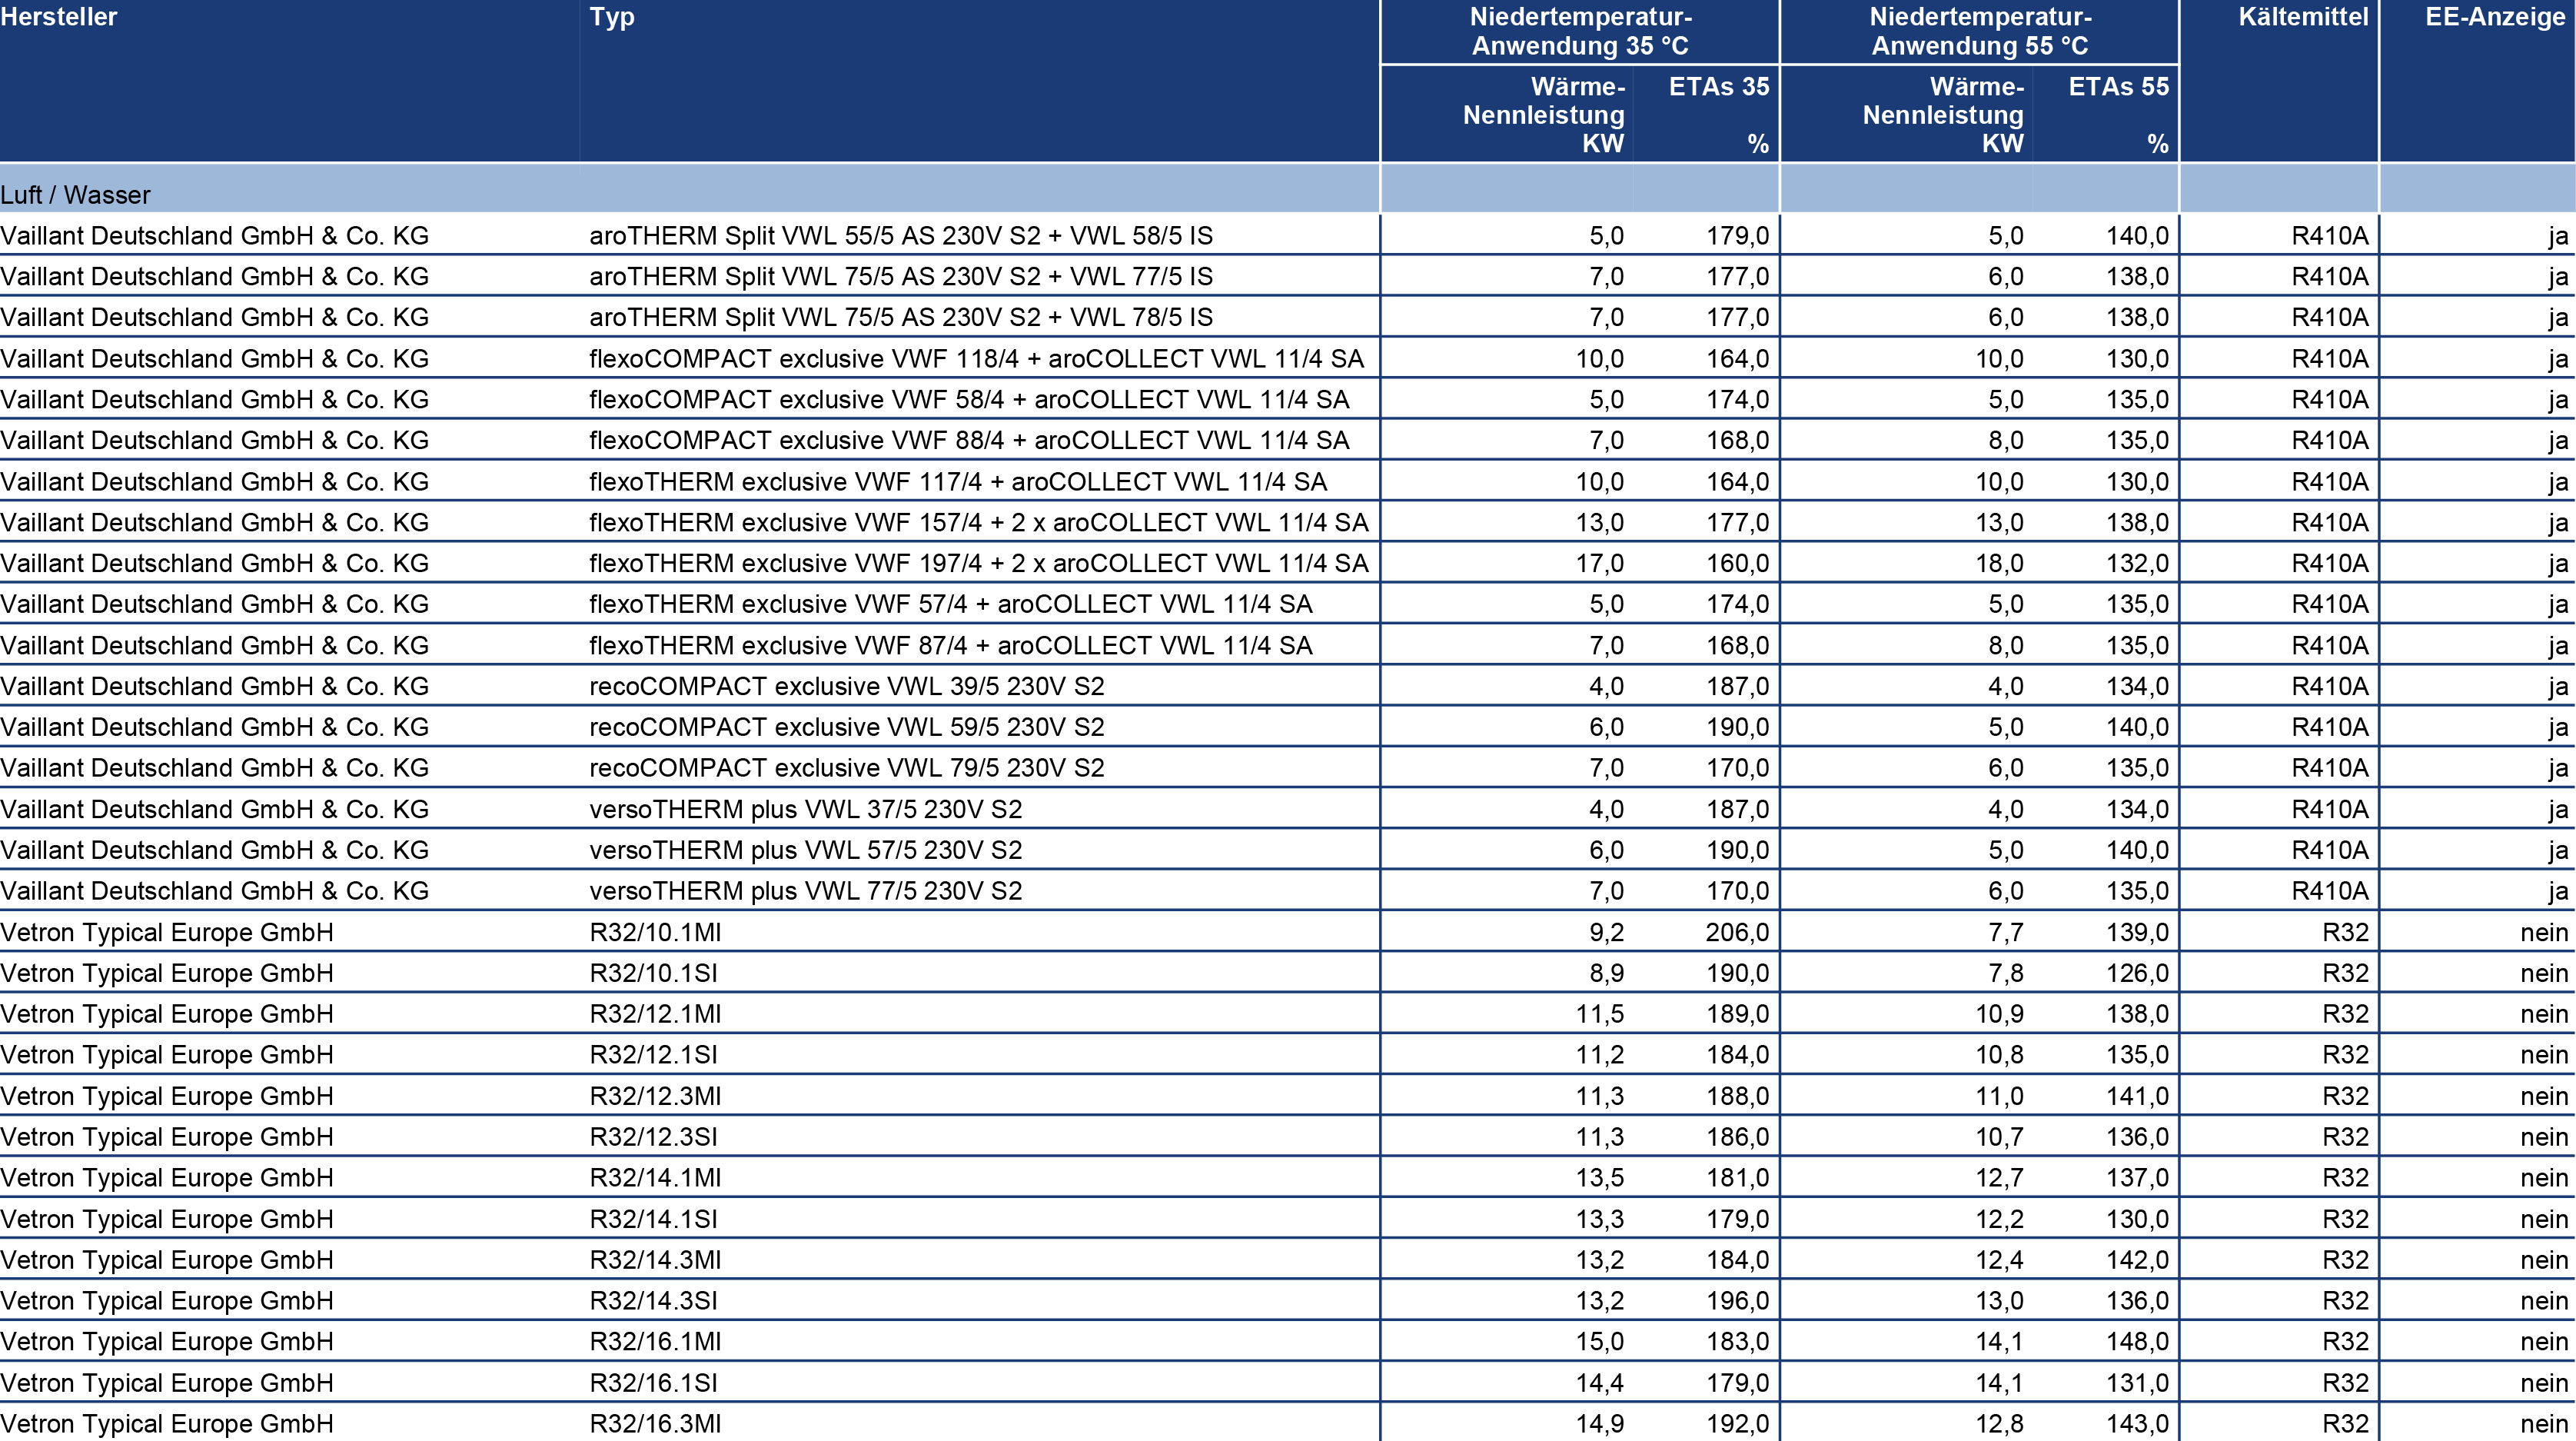 Hersteller Typ Niedertemperatur-Anwendung 35 °C Niedertemperatur-Anwendung 55 °C Kältemittel EE-Anzeige
Wärme-Nennleistung KW ETAs 35 % Wärme-Nennleistung KW ETAs 55 %
Luft / Wasser
Vaillant Deutschland GmbH & Co. KG aroTHERM Split VWL 55/5 AS 230V S2 + VWL 58/5 IS 5,0 179,0 5,0 140,0 R410A ja
Vaillant Deutschland GmbH & Co. KG aroTHERM Split VWL 75/5 AS 230V S2 + VWL 77/5 IS 7,0 177,0 6,0 138,0 R410A ja
Vaillant Deutschland GmbH & Co. KG aroTHERM Split VWL 75/5 AS 230V S2 + VWL 78/5 IS 7,0 177,0 6,0 138,0 R410A ja
Vaillant Deutschland GmbH & Co. KG flexoCOMPACT exclusive VWF 118/4 + aroCOLLECT VWL 11/4 SA 10,0 164,0 10,0 130,0 R410A ja
Vaillant Deutschland GmbH & Co. KG flexoCOMPACT exclusive VWF 58/4 + aroCOLLECT VWL 11/4 SA 5,0 174,0 5,0 135,0 R410A ja
Vaillant Deutschland GmbH & Co. KG flexoCOMPACT exclusive VWF 88/4 + aroCOLLECT VWL 11/4 SA 7,0 168,0 8,0 135,0 R410A ja
Vaillant Deutschland GmbH & Co. KG flexoTHERM exclusive VWF 117/4 + aroCOLLECT VWL 11/4 SA 10,0 164,0 10,0 130,0 R410A ja
Vaillant Deutschland GmbH & Co. KG flexoTHERM exclusive VWF 157/4 + 2 x aroCOLLECT VWL 11/4 SA 13,0 177,0 13,0 138,0 R410A ja
Vaillant Deutschland GmbH & Co. KG flexoTHERM exclusive VWF 197/4 + 2 x aroCOLLECT VWL 11/4 SA 17,0 160,0 18,0 132,0 R410A ja
Vaillant Deutschland GmbH & Co. KG flexoTHERM exclusive VWF 57/4 + aroCOLLECT VWL 11/4 SA 5,0 174,0 5,0 135,0 R410A ja
Vaillant Deutschland GmbH & Co. KG flexoTHERM exclusive VWF 87/4 + aroCOLLECT VWL 11/4 SA 7,0 168,0 8,0 135,0 R410A ja
Vaillant Deutschland GmbH & Co. KG recoCOMPACT exclusive VWL 39/5 230V S2 4,0 187,0 4,0 134,0 R410A ja
Vaillant Deutschland GmbH & Co. KG recoCOMPACT exclusive VWL 59/5 230V S2 6,0 190,0 5,0 140,0 R410A ja
Vaillant Deutschland GmbH & Co. KG recoCOMPACT exclusive VWL 79/5 230V S2 7,0 170,0 6,0 135,0 R410A ja
Vaillant Deutschland GmbH & Co. KG versoTHERM plus VWL 37/5 230V S2 4,0 187,0 4,0 134,0 R410A ja
Vaillant Deutschland GmbH & Co. KG versoTHERM plus VWL 57/5 230V S2 6,0 190,0 5,0 140,0 R410A ja
Vaillant Deutschland GmbH & Co. KG versoTHERM plus VWL 77/5 230V S2 7,0 170,0 6,0 135,0 R410A ja
Vetron Typical Europe GmbH R32/10.1MI 9,2 206,0 7,7 139,0 R32 nein
Vetron Typical Europe GmbH R32/10.1SI 8,9 190,0 7,8 126,0 R32 nein
Vetron Typical Europe GmbH R32/12.1MI 11,5 189,0 10,9 138,0 R32 nein
Vetron Typical Europe GmbH R32/12.1SI 11,2 184,0 10,8 135,0 R32 nein
Vetron Typical Europe GmbH R32/12.3MI 11,3 188,0 11,0 141,0 R32 nein
Vetron Typical Europe GmbH R32/12.3SI 11,3 186,0 10,7 136,0 R32 nein
Vetron Typical Europe GmbH R32/14.1MI 13,5 181,0 12,7 137,0 R32 nein
Vetron Typical Europe GmbH R32/14.1SI 13,3 179,0 12,2 130,0 R32 nein
Vetron Typical Europe GmbH R32/14.3MI 13,2 184,0 12,4 142,0 R32 nein
Vetron Typical Europe GmbH R32/14.3SI 13,2 196,0 13,0 136,0 R32 nein
Vetron Typical Europe GmbH R32/16.1MI 15,0 183,0 14,1 148,0 R32 nein
Vetron Typical Europe GmbH R32/16.1SI 14,4 179,0 14,1 131,0 R32 nein
Vetron Typical Europe GmbH R32/16.3MI 14,9 192,0 12,8 143,0 R32 nein